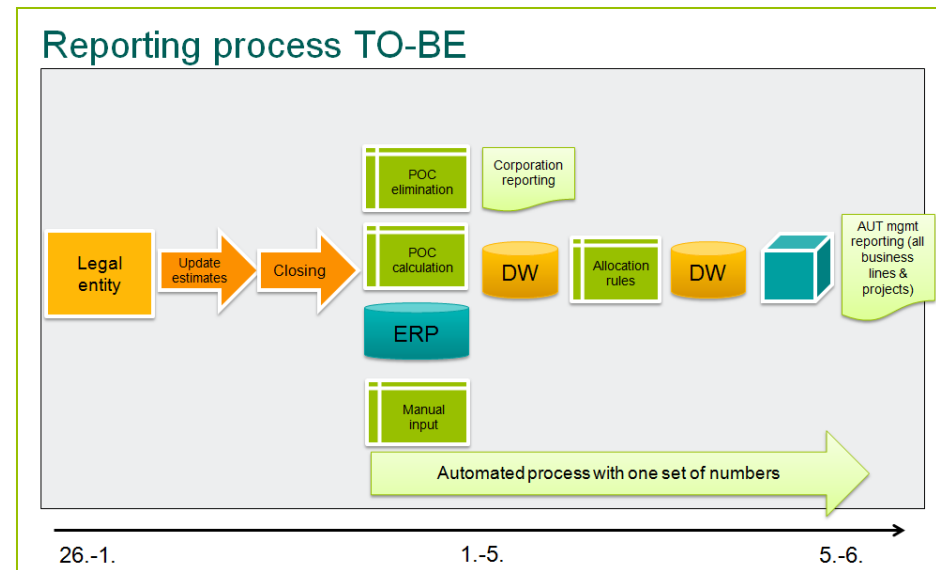 Reporting process TO-BE
POC
elimination
Corporation
reporting
Legal
entity
Update
estimates
Closing
POC
calculation
DW
Allocation
rules
DW
AUT mgmt
reporting (all
business
lines &
projects)
ERP
Manual
input
Automated process with one set of numbers
26.-1.
1.-5.
5.-6.